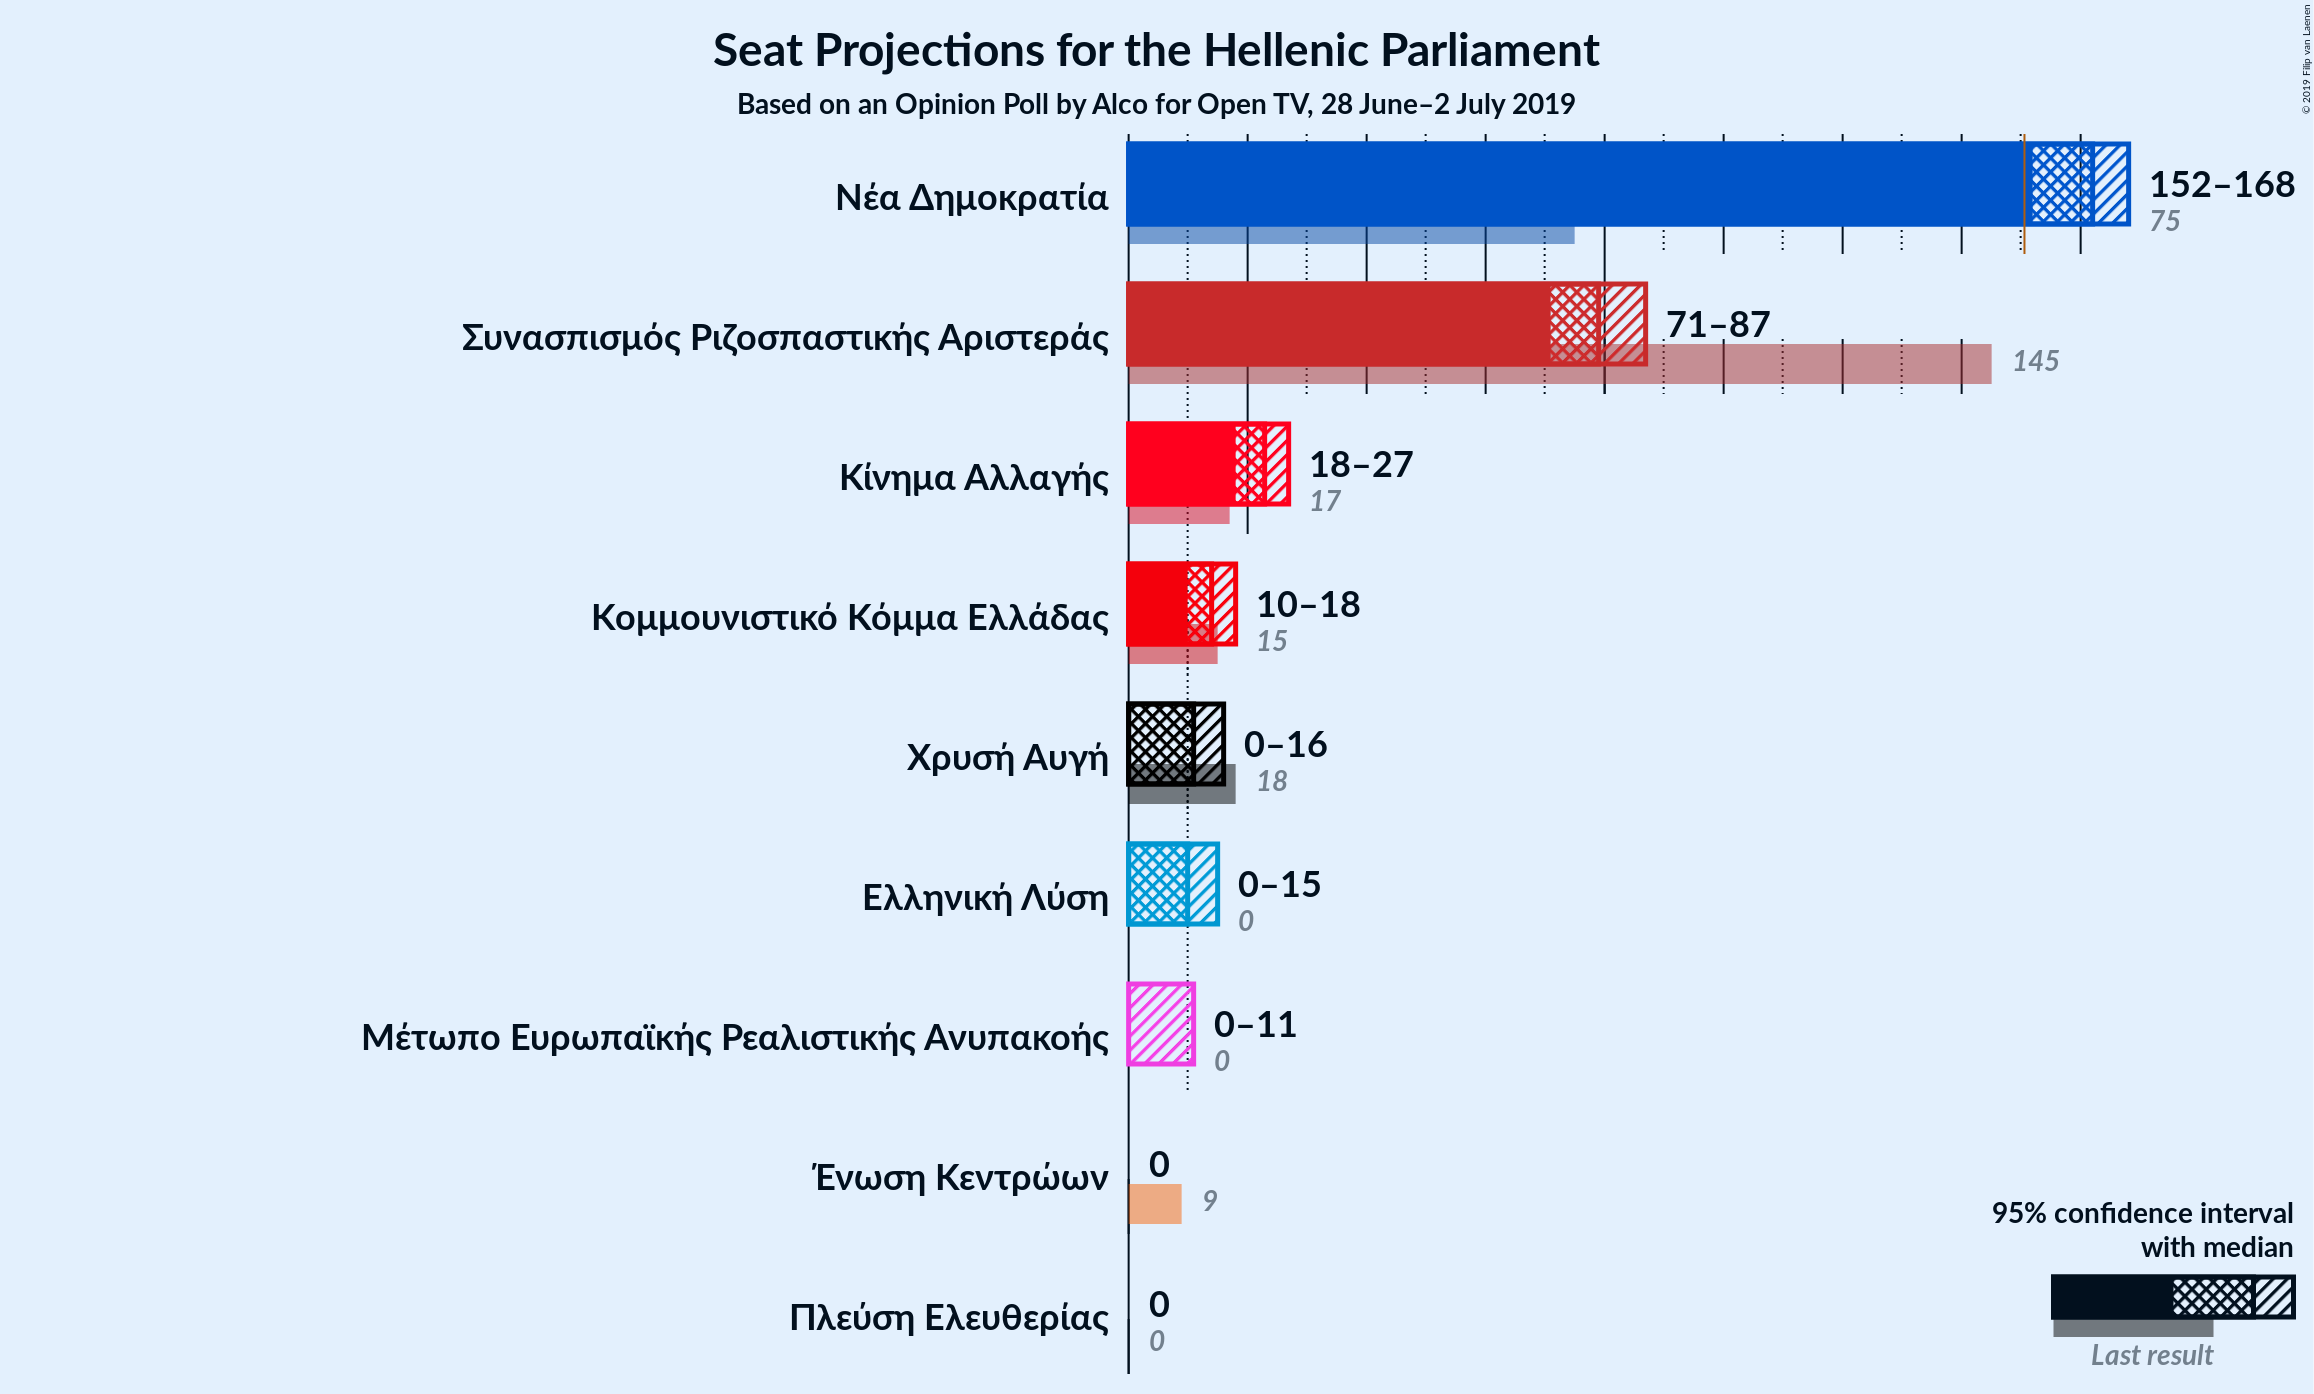 Seat Projections for the Hellenic Parliament
Based on an Opinion Poll by Alco for Open TV, 28 June–2 July 2019
© 2019 Filip van Laenen
Νέα Δημοκρατία
152–168
75
Συνασπισμός Ριζοσπαστικής Αριστεράς
71–87
145
Κίνημα Αλλαγής
18–27
17
Κομμουνιστικό Κόμμα Ελλάδας
10–18
15
Χρυσή Αυγή
0–16
18
Ελληνική Λύση
0–15
0
Μέτωπο Ευρωπαϊκής Ρεαλιστικής Ανυπακοής
0–11
0
Ένωση Κεντρώων
0
9
Πλεύση Ελευθερίας
0
0
95% confidence interval
with median
Last result